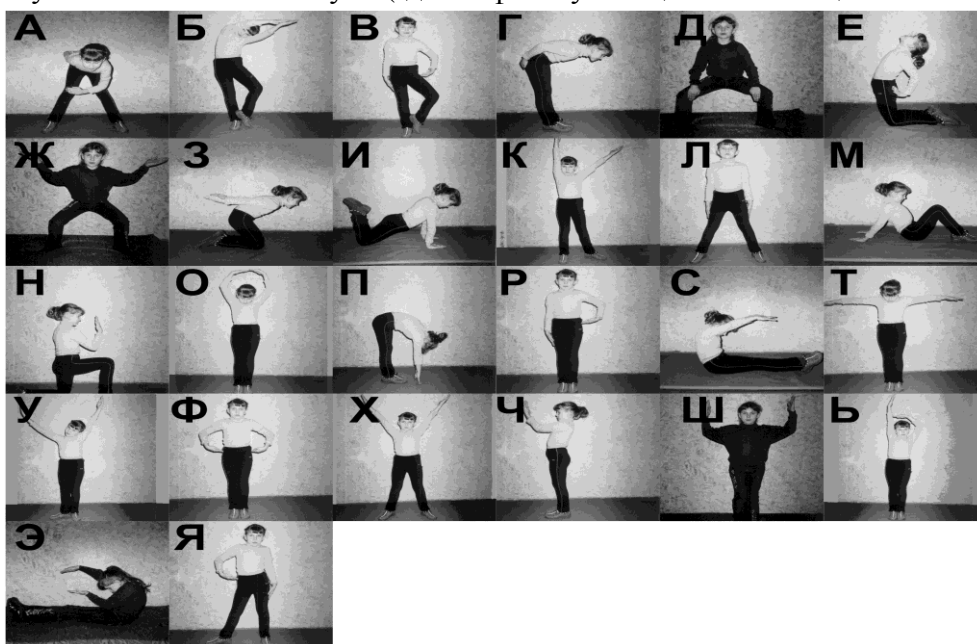 А Б В Г Д Е
Ж З И К Л М
Н О П Р С Т
У Ф Х Ч Ш Ь
Э Я